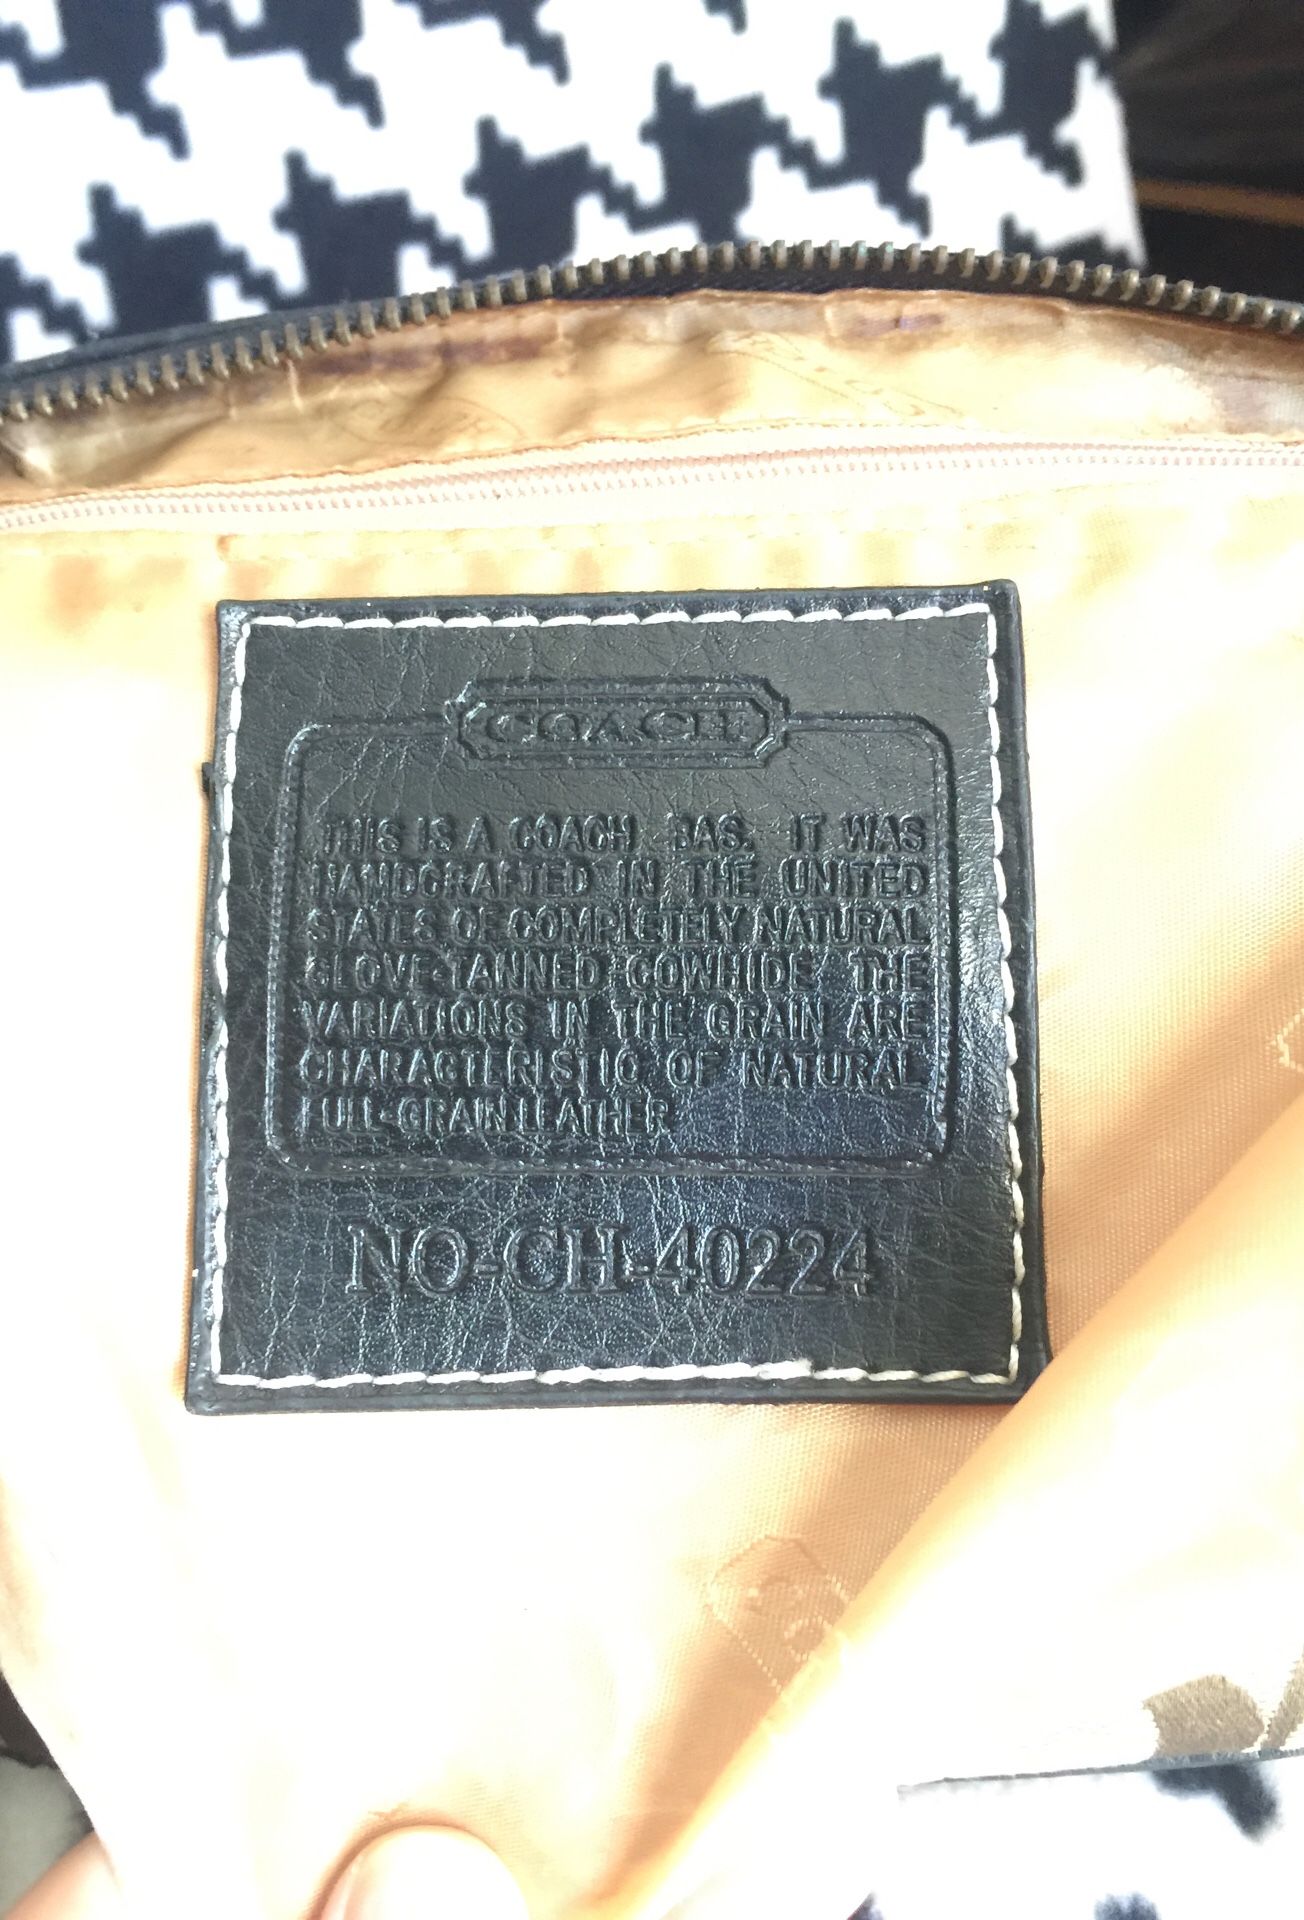 COACH
THIS IS A COACH BAS. IT WAS
HANDCRAFTED IN THE UNITED
STATES OF COMPLETELY NATURAL
GLOVE-TANNED COWHIDE THE
VARIATIONS IN THE GRAIN ARE
CHARACTERISTIC OF NATURAL
FULL-GRAIN LEATHER
NO-CH-40224